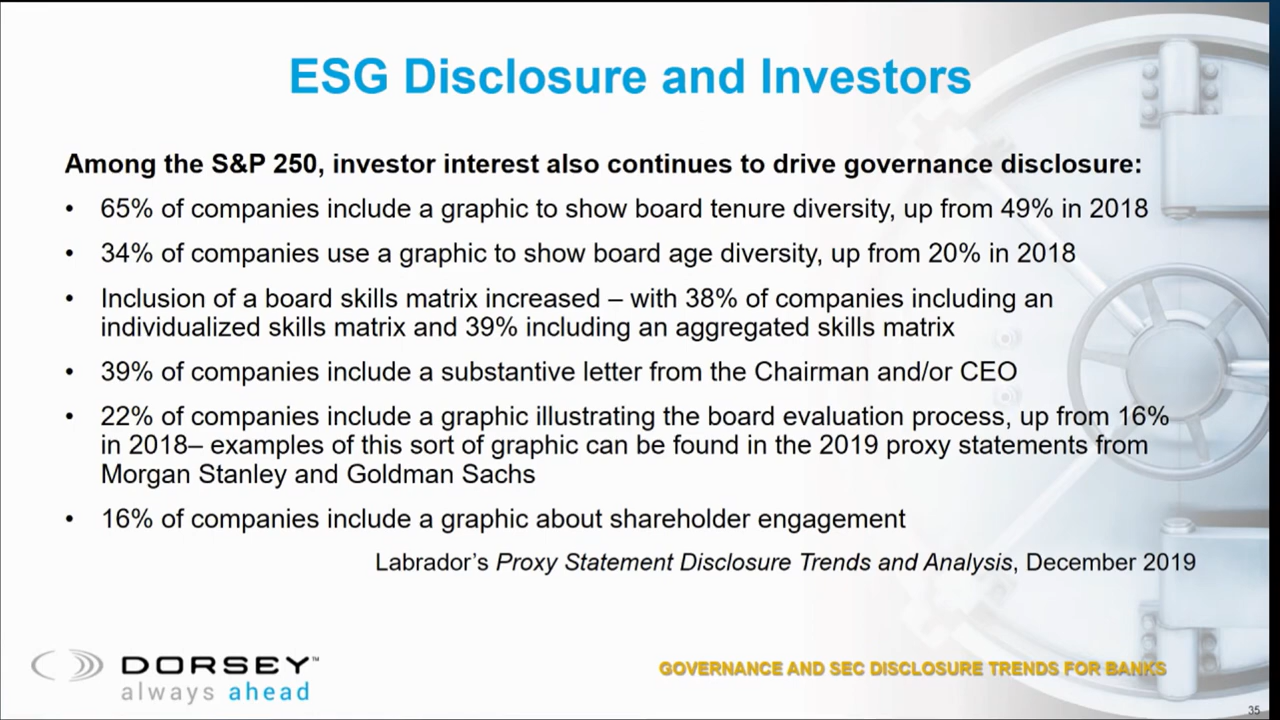 ESG Disclosure and Investors
Among the S&P 250, investor interest also continues to drive governance disclosure:
• 65% of companies include a graphic to show board tenure diversity, up from 49% in 2018
• 34% of companies use a graphic to show board age diversity, up from 20% in 2018
• Inclusion of a board skills matrix increased – with 38% of companies including an
individualized skills matrix and 39% including an aggregated skills matrix
• 39% of companies include a substantive letter from the Chairman and/or CEO
• 22% of companies include a graphic illustrating the board evaluation process, up from 16%
in 2018– examples of this sort of graphic can be found in the 2019 proxy statements from
Morgan Stanley and Goldman Sachs
• 16% of companies include a graphic about shareholder engagement
Labrador’s Proxy Statement Disclosure Trends and Analysis, December 2019
DORSEY™
always ahead
GOVERNANCE AND SEC DISCLOSURE TRENDS FOR BANKS
35